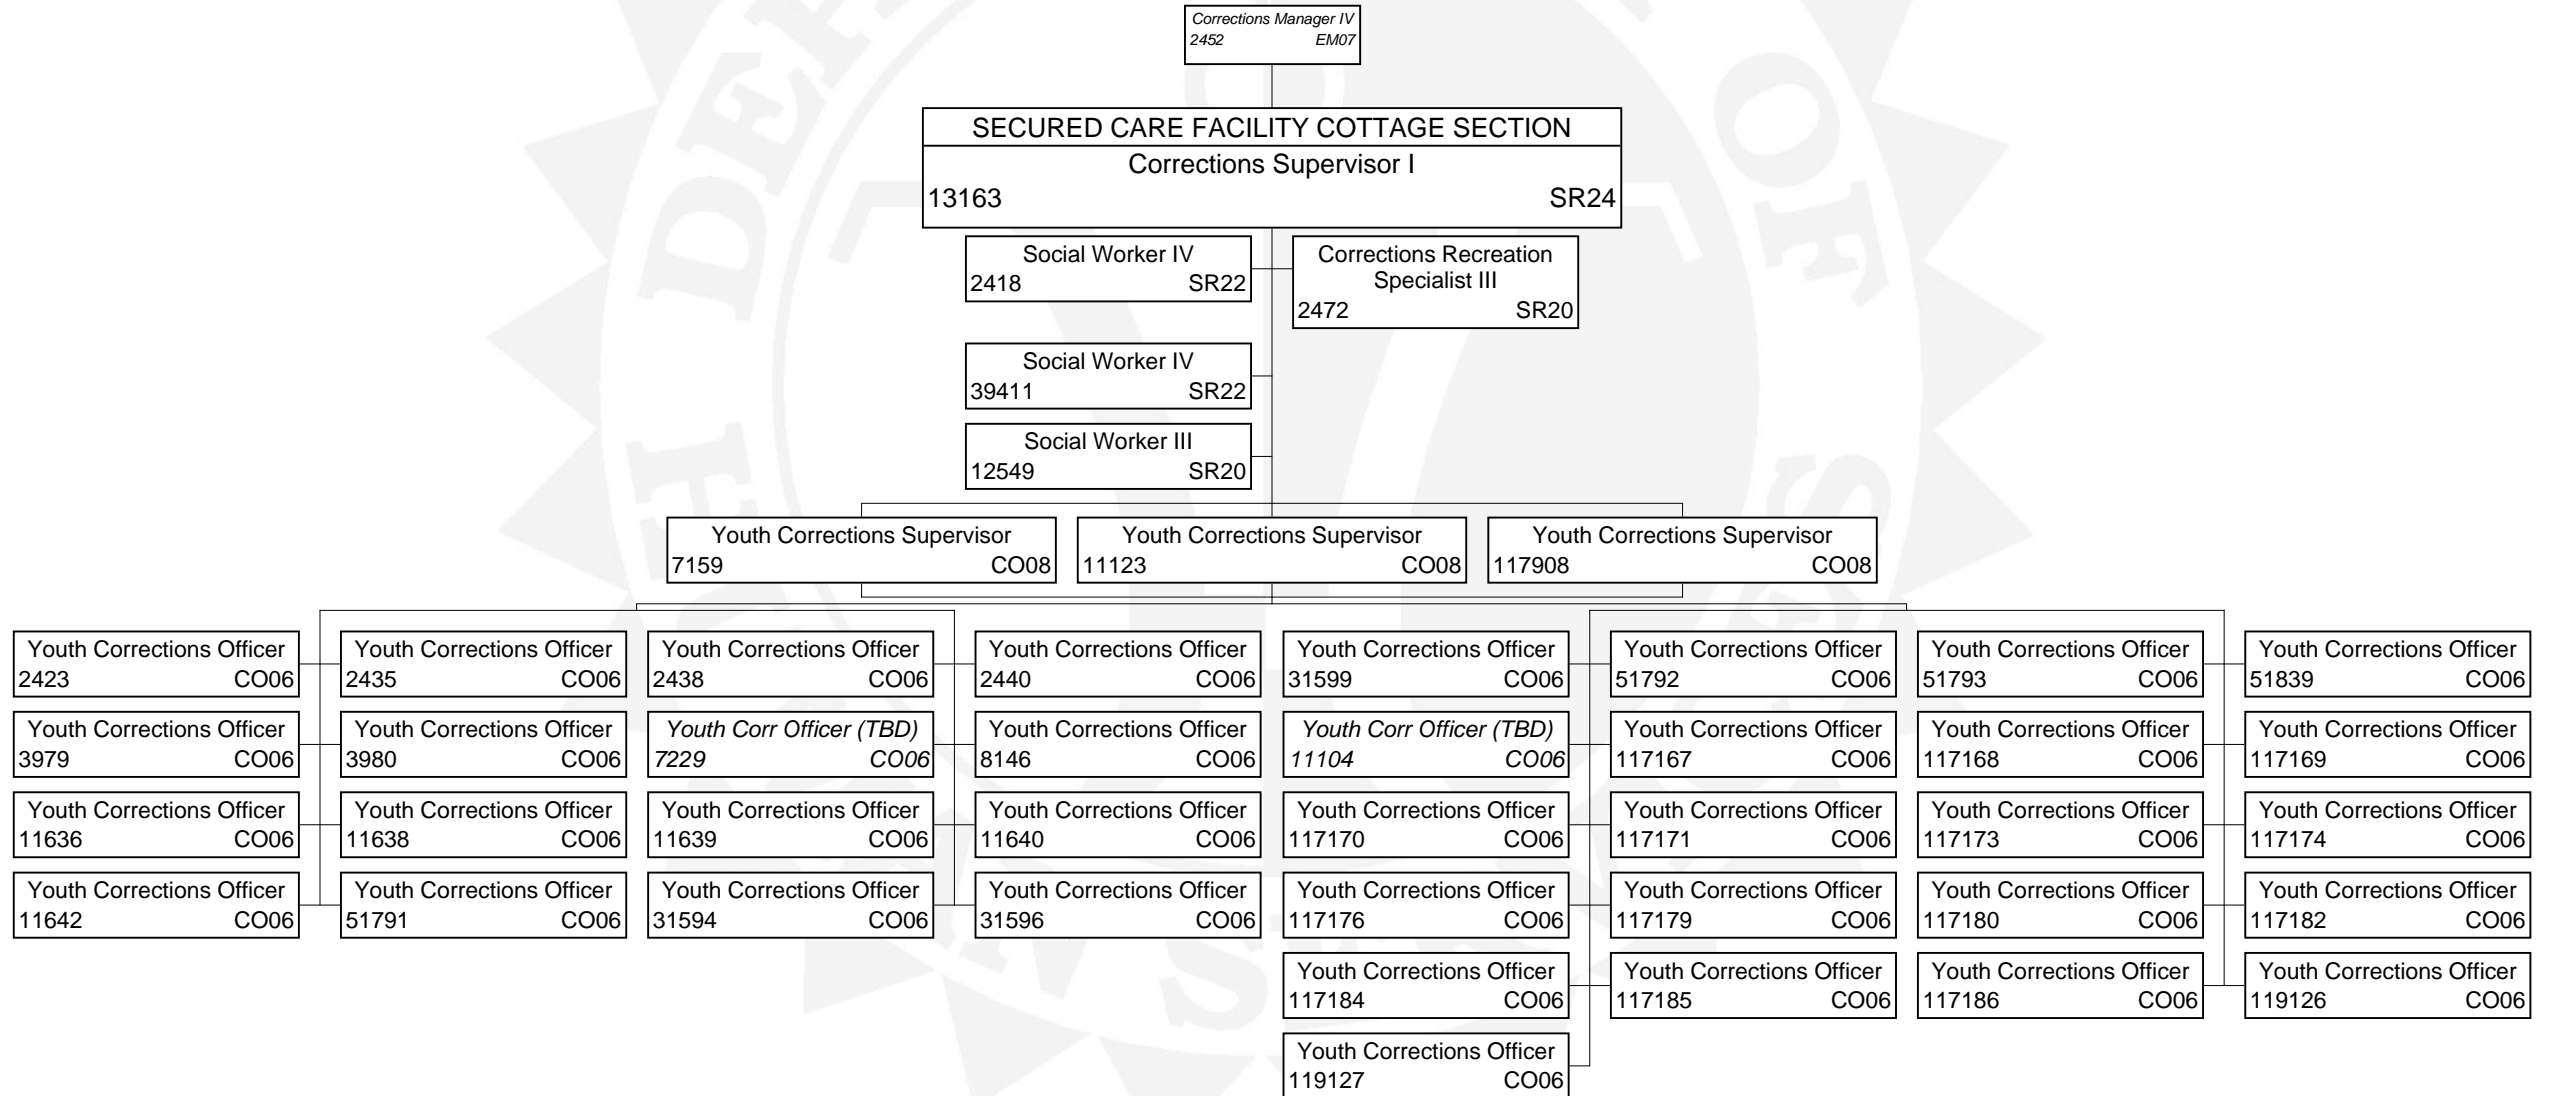 Corrections Manager IV
2452 EM07
SECURED CARE FACILITY COTTAGE SECTION
Corrections Supervisor I
13163 SR24
Social Worker IV
2418 SR22
Corrections Recreation
Specialist III
2472 SR20
Social Worker IV
39411 SR22
Social Worker III
12549 SR20
Youth Corrections Supervisor
7159 CO08
Youth Corrections Supervisor
11123 CO08
Youth Corrections Supervisor
117908 CO08
Youth Corrections Officer
2423 CO06
Youth Corrections Officer
2435 CO06
Youth Corrections Officer
2438 CO06
Youth Corrections Officer
2440 CO06
Youth Corrections Officer
31599 CO06
Youth Corrections Officer
51792 CO06
Youth Corrections Officer
51793 CO06
Youth Corrections Officer
51839 CO06
Youth Corrections Officer
3979 CO06
Youth Corrections Officer
3980 CO06
Youth Corr Officer (TBD)
7229 CO06
Youth Corrections Officer
8146 CO06
Youth Corr Officer (TBD)
11104 CO06
Youth Corrections Officer
117167 CO06
Youth Corrections Officer
117168 CO06
Youth Corrections Officer
117169 CO06
Youth Corrections Officer
11636 CO06
Youth Corrections Officer
11638 CO06
Youth Corrections Officer
11639 CO06
Youth Corrections Officer
11640 CO06
Youth Corrections Officer
117170 CO06
Youth Corrections Officer
117171 CO06
Youth Corrections Officer
117173 CO06
Youth Corrections Officer
117174 CO06
Youth Corrections Officer
11642 CO06
Youth Corrections Officer
51791 CO06
Youth Corrections Officer
31594 CO06
Youth Corrections Officer
31596 CO06
Youth Corrections Officer
117176 CO06
Youth Corrections Officer
117179 CO06
Youth Corrections Officer
117180 CO06
Youth Corrections Officer
117182 CO06
Youth Corrections Officer
117184 CO06
Youth Corrections Officer
117185 CO06
Youth Corrections Officer
117186 CO06
Youth Corrections Officer
119126 CO06
Youth Corrections Officer
119127 CO06